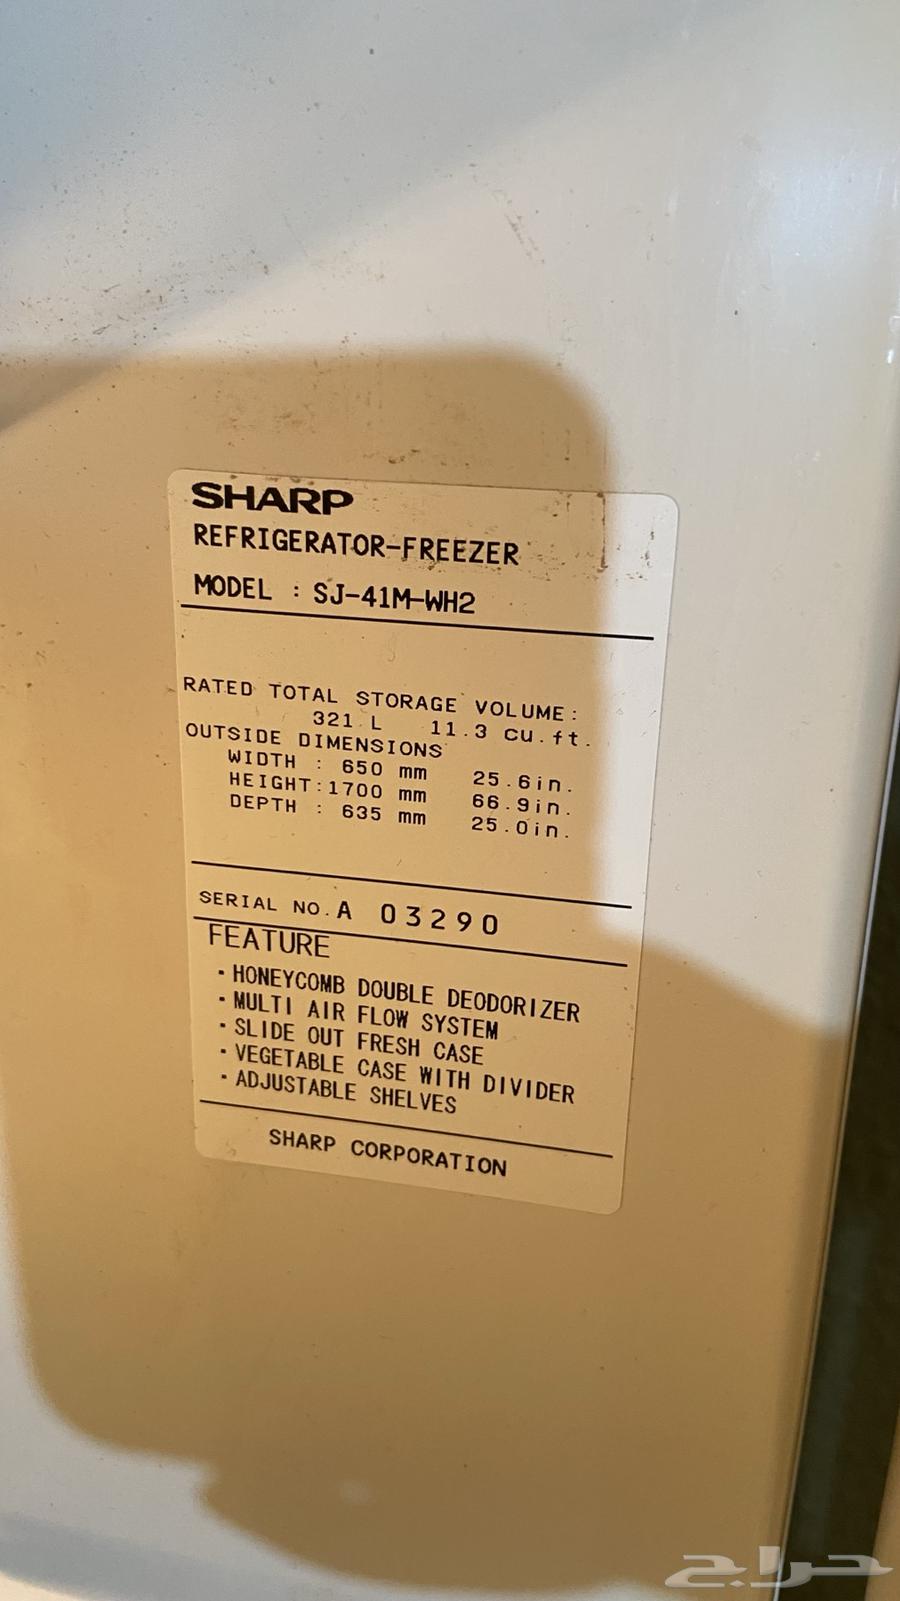 SHARP
REFRIGERATOR-FREEZER
MODEL : SJ-41M-WH2
RATED TOTAL STORAGE VOLUME:
321 L 11.3 cu.ft.
OUTSIDE DIMENSIONS
WIDTH : 650 mm 25.6in.
HEIGHT:1700 mm 66.9in.
DEPTH : 635 mm 25.0in.
SERIAL NO. A 03290
FEATURE
・HONEYCOMB DOUBLE DEODORIZER
・MULTI AIR FLOW SYSTEM
・SLIDE OUT FRESH CASE
・VEGETABLE CASE WITH DIVIDER
・ADJUSTABLE SHELVES
SHARP CORPORATION
حراج